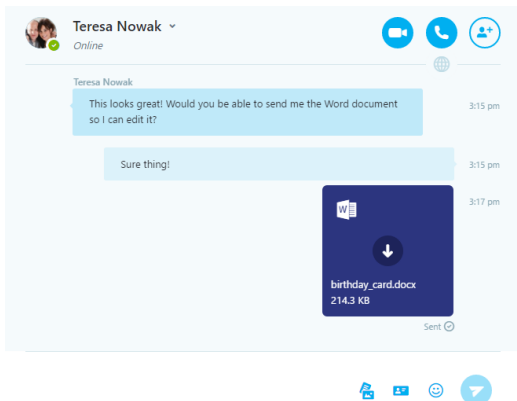 Teresa Nowak
Online
Teresa Nowak
This looks great! Would you be able to send me the Word document
so I can edit it?
3:15 pm
Sure thing!
3:15 pm
3:17 pm
W
birthday_card.docx
214.3 KB
Sent